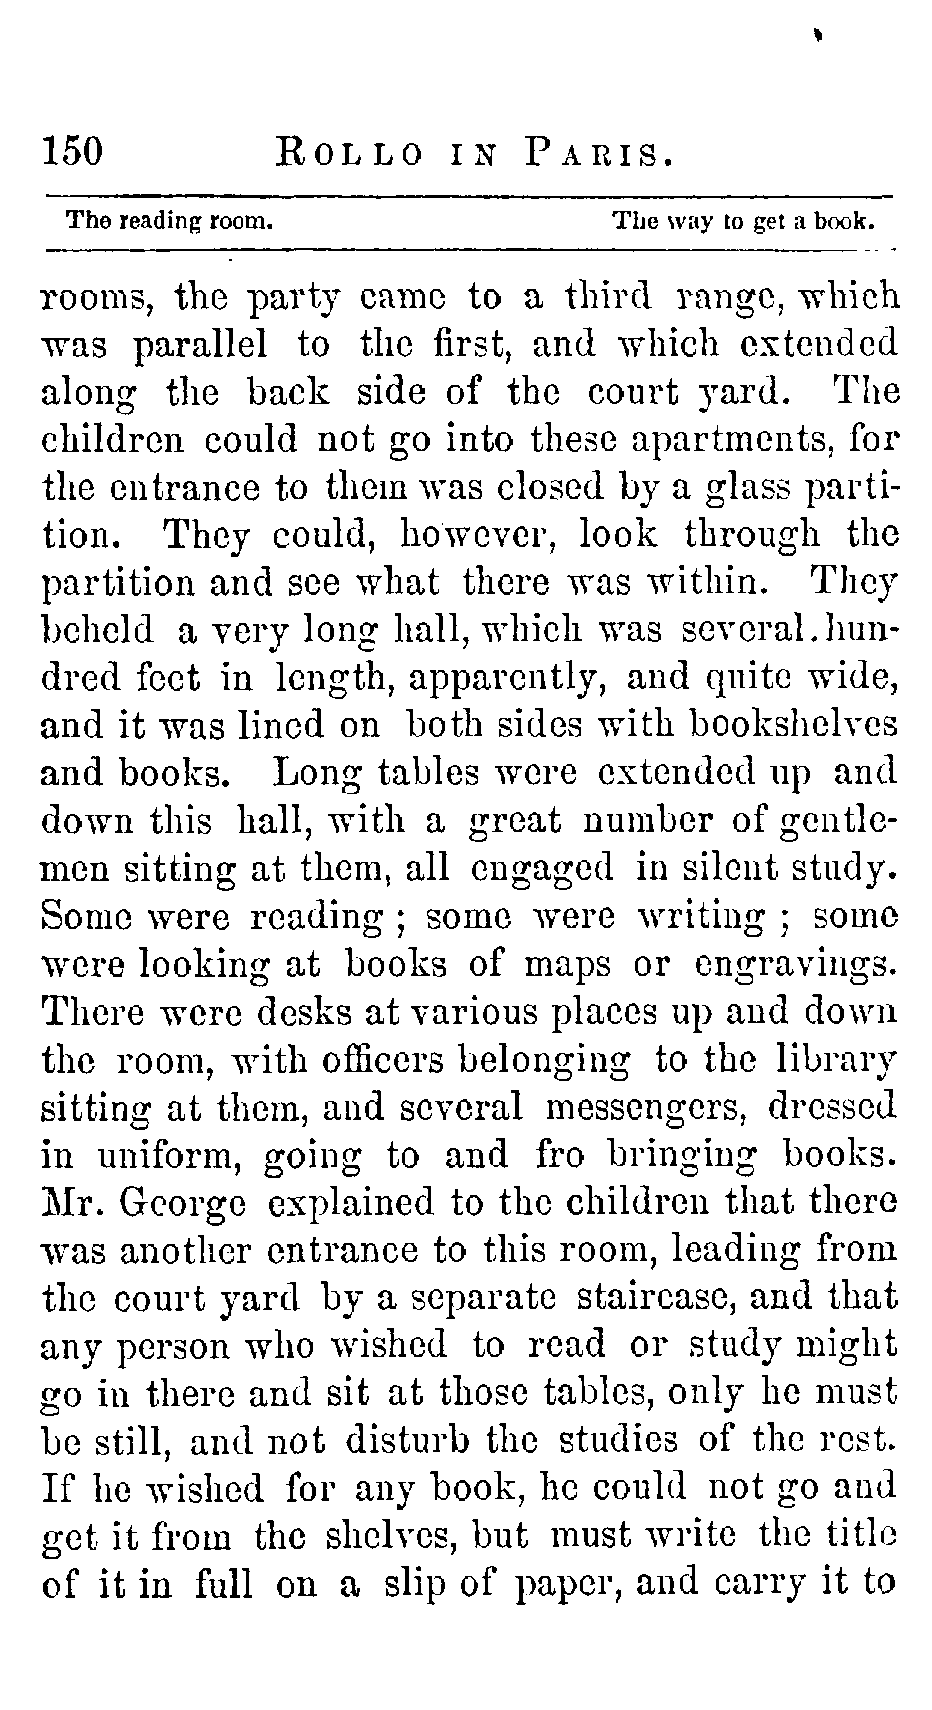 150 ROLLO IN PARIS.
The reading room. The way to get a book.
rooms, the party came to a third range, which
was parallel to the first, and which extended
along the back side of the court yard. The
children could not go into these apartments, for
the entrance to them was closed by a glass parti-
tion. They could, however, look through the
partition and see what there was within. They
beheld a very long hall, which was several hun-
dred feet in length, apparently, and quite wide,
and it was lined on both sides with bookshelves
and books. Long tables were extended up and
down this hall, with a great number of gentle-
men sitting at them, all engaged in silent study.
Some were reading ; some were writing ; some
were looking at books of maps or engravings.
There were desks at various places up and down
the room, with officers belonging to the library
sitting at them, and several messengers, dressed
in uniform, going to and fro bringing books.
Mr. George explained to the children that there
was another entrance to this room, leading from
the court yard by a separate staircase, and that
any person who wished to read or study might
go in there and sit at those tables, only he must
be still, and not disturb the studies of the rest.
If he wished for any book, he could not go and
get it from the shelves, but must write the title
of it in full on a slip of paper, and carry it to